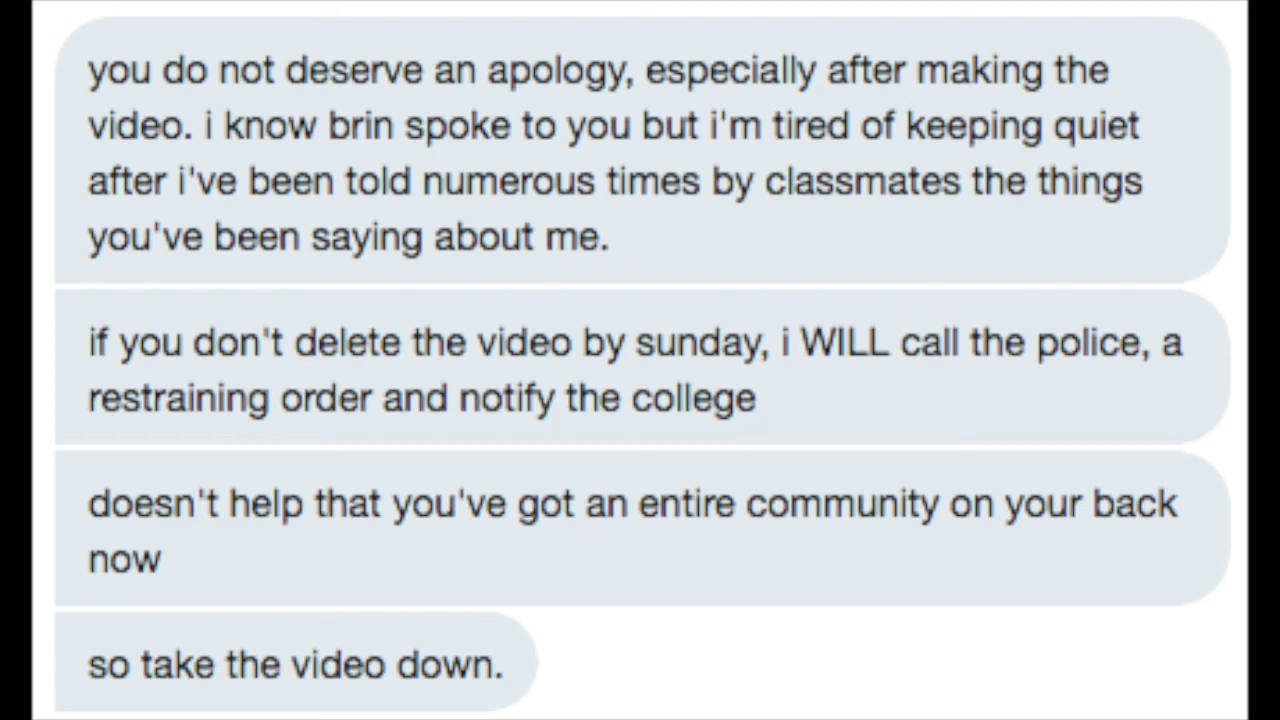 you do not deserve an apology, especially after making the
video. i know brin spoke to you but i'm tired of keeping quiet
after i've been told numerous times by classmates the things
you've been saying about me.
if you don't delete the video by sunday, i WILL call the police, a
restraining order and notify the college
doesn't help that you've got an entire community on your back
now
so take the video down.